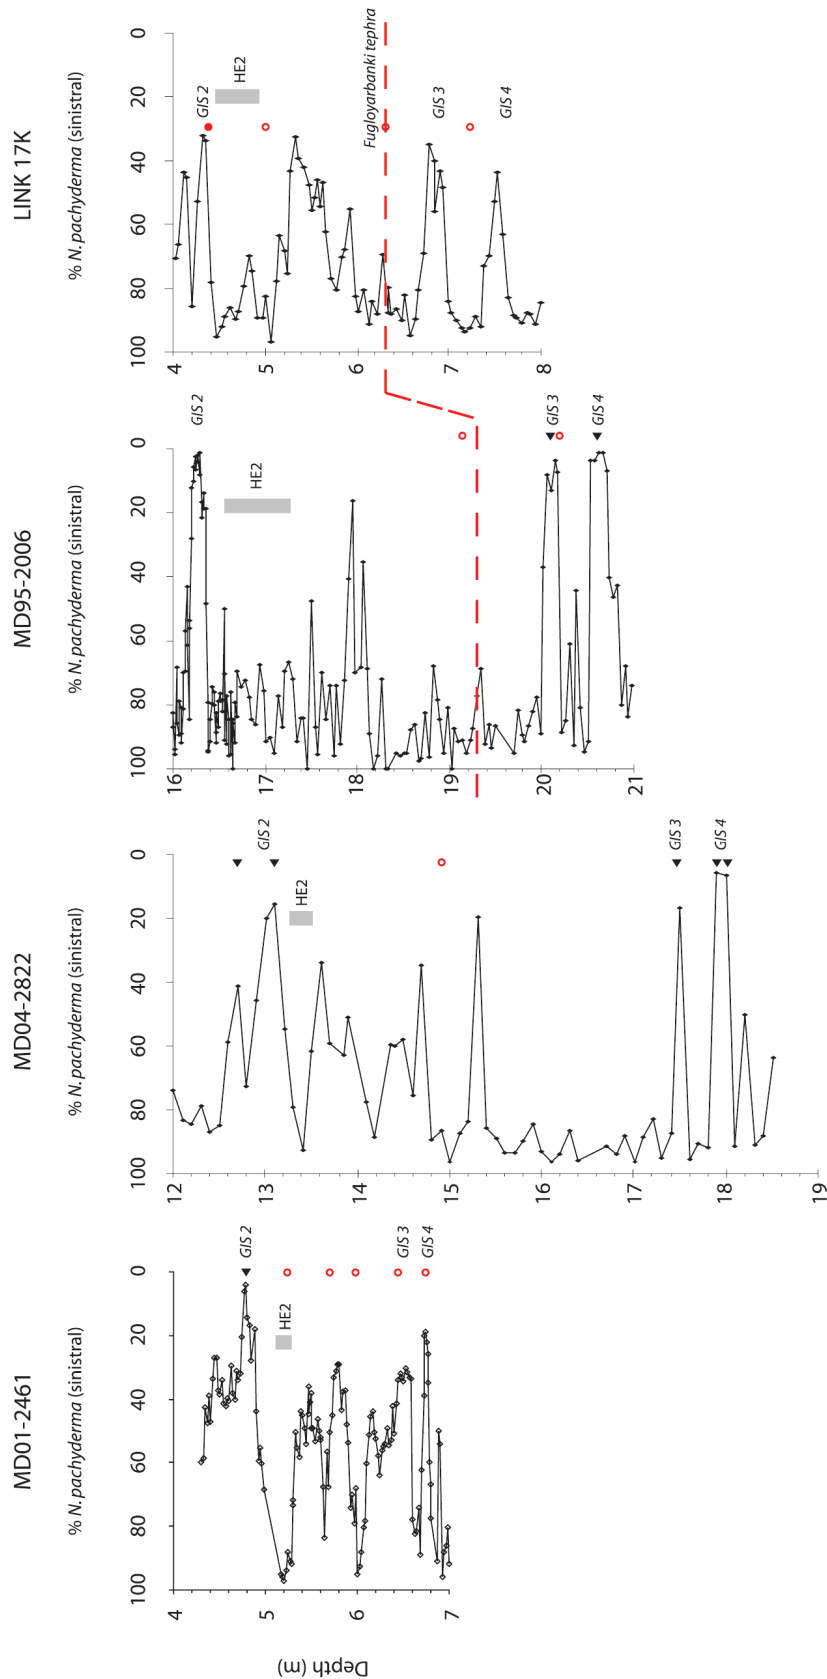 MD01-2461
% N.pachyderma (sinistral)
100 80 60 40 20 0
Depth (m)
4
5
6
7
GIS 2
HE2
GIS 3
GIS 4
MD04-2822
% N.pachyderma (sinistral)
100 80 60 40 20 0
12
13
14
15
16
17
18
19
GIS 2
HE2
GIS 3
GIS 4
MD95-2006
% N.pachyderma (sinistral)
100 80 60 40 20 0
16
17
18
19
20
21
GIS 2
HE2
GIS 3
GIS 4
LINK 17K
% N.pachyderma (sinistral)
100 80 60 40 20 0
4
5
6
7
8
GIS 2
HE2
Fugloyarbanki tephra
GIS 3
GIS 4